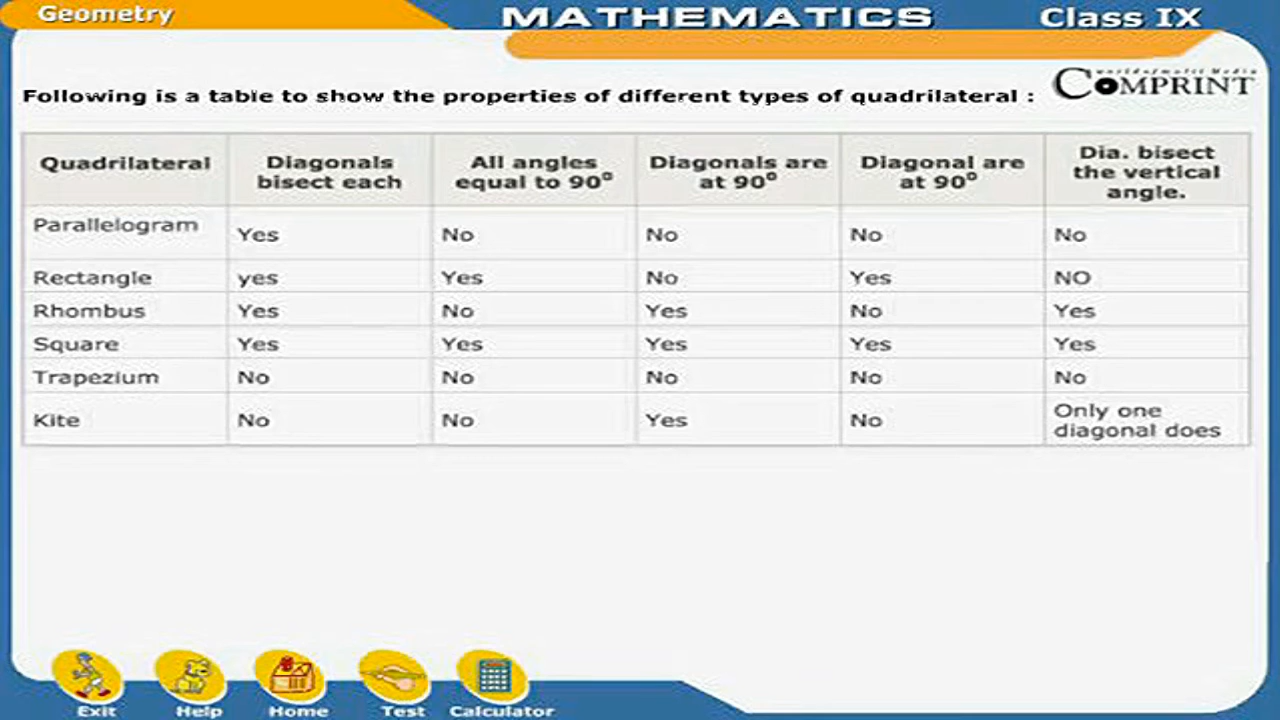 Geometry
MATHEMATICS
Class IX
COMPRINT
Following is a table to show the properties of different types of quadrilateral :
Quadrilateral Diagonals bisect each All angles equal to 90⁰ Diagonals are at 90⁰ Diagonal are at 90⁰ Dia. bisect the vertical angle.
Parallelogram Yes No No No No
Rectangle yes Yes No Yes NO
Rhombus Yes No Yes No Yes
Square Yes Yes Yes Yes Yes
Trapezium No No No No No
Kite No No Yes No Only one diagonal does
Exit Help Home Test Calculator